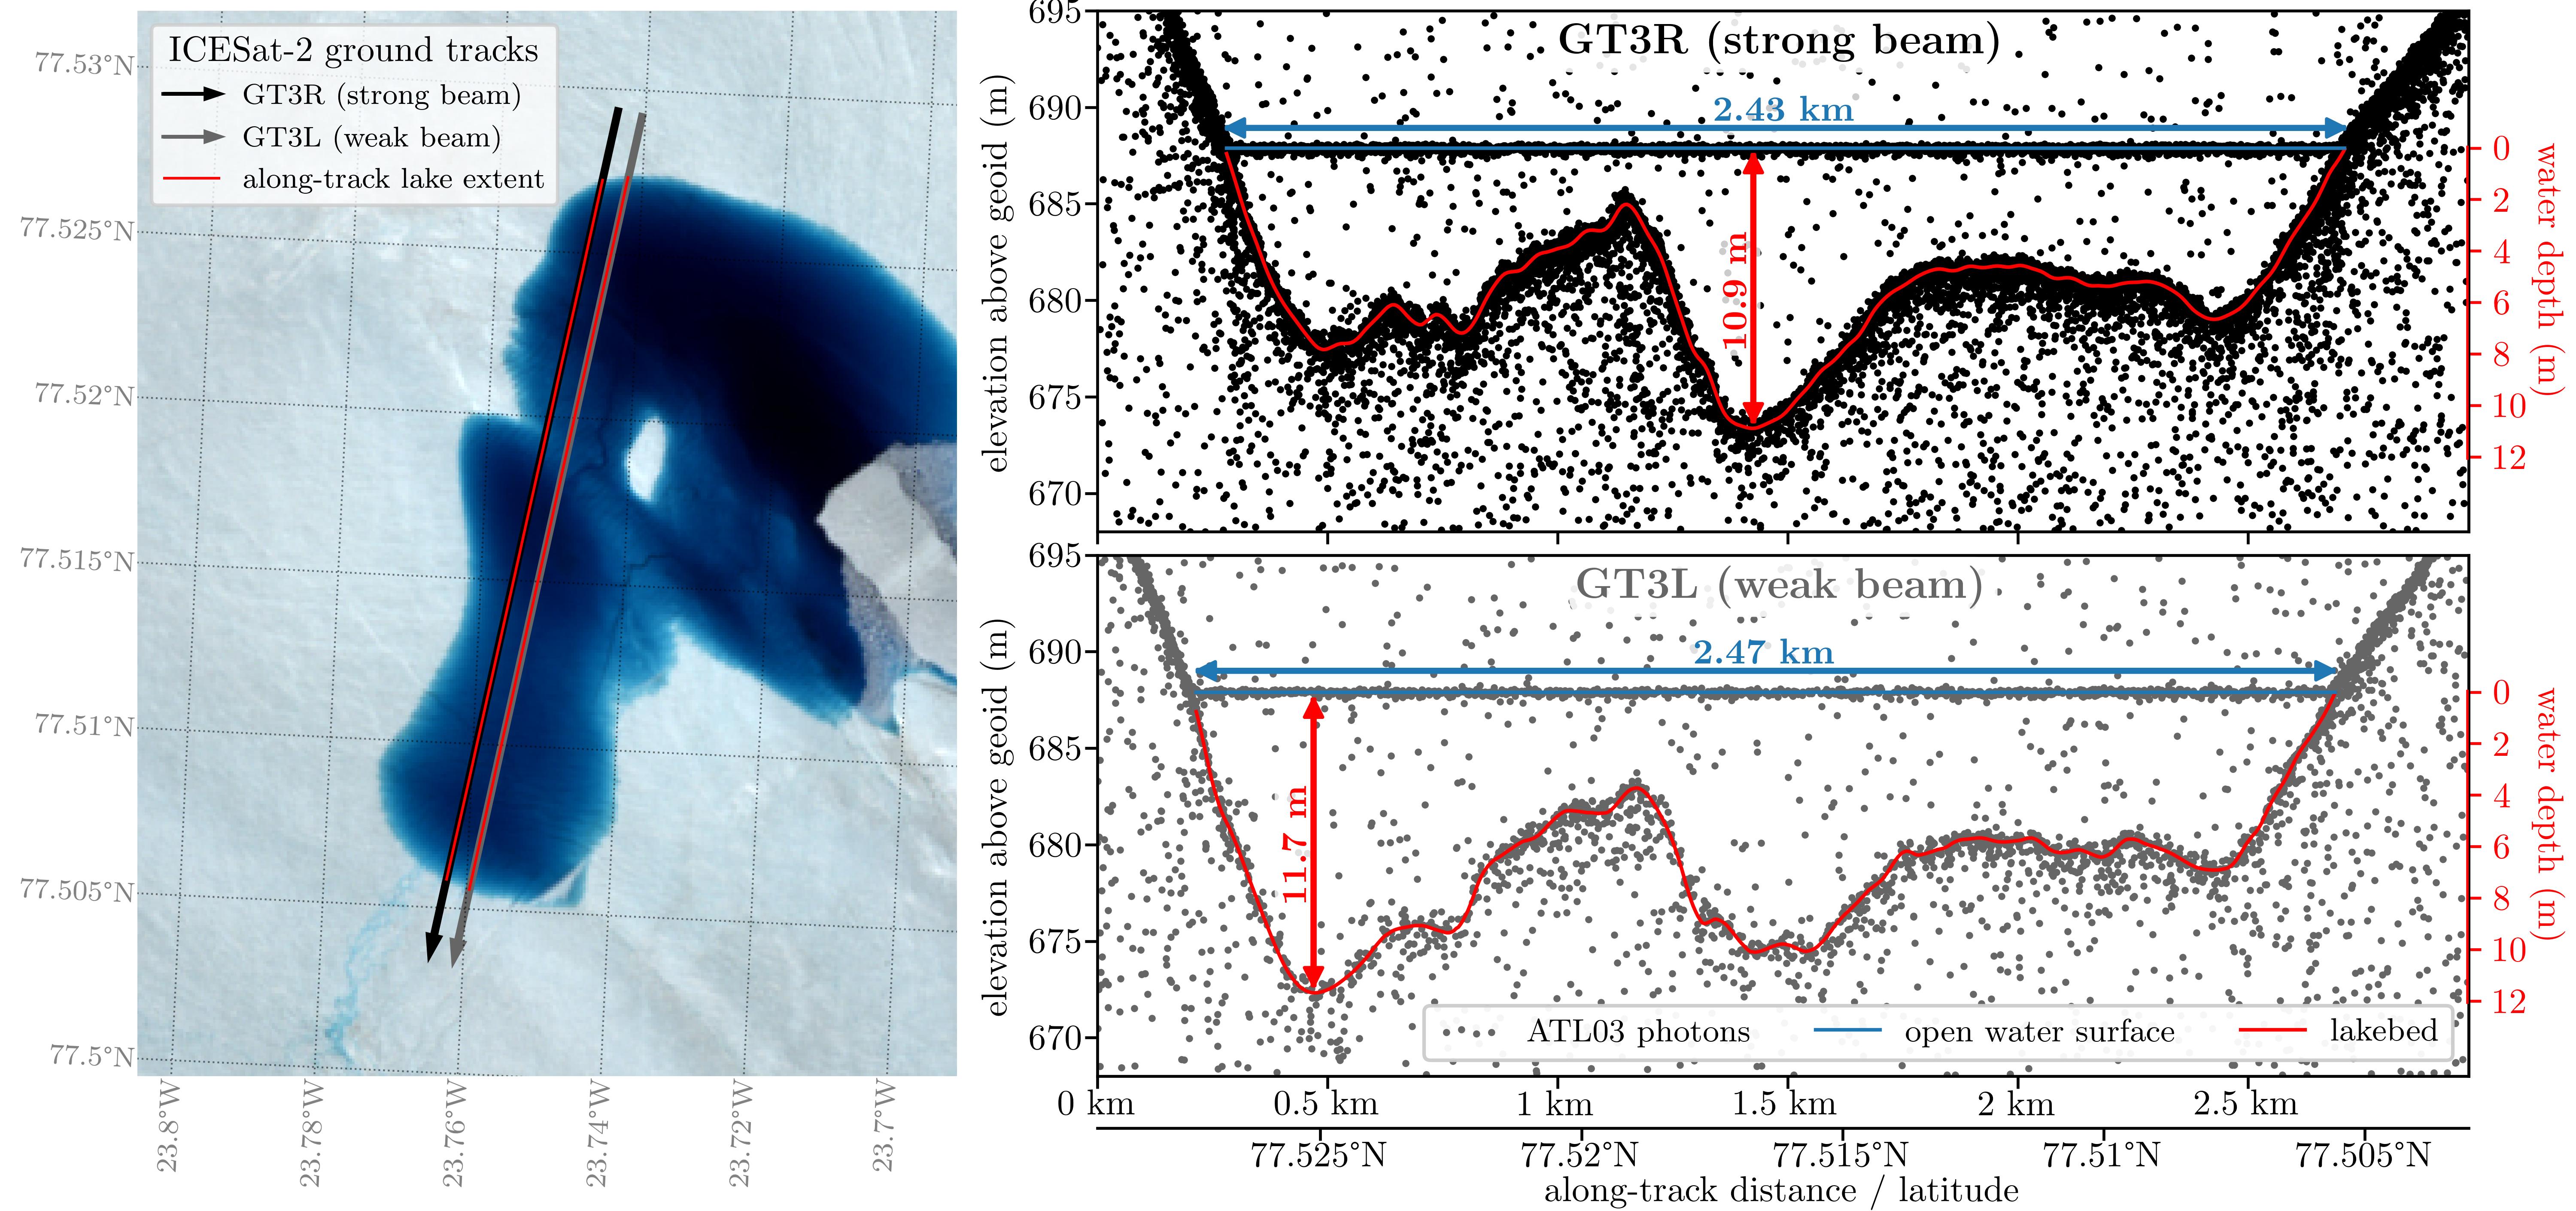 ICESat-2 ground tracks
GT3R (strong beam)
GT3L (weak beam)
along-track lake extent
77.53°N
77.525°N
77.52°N
77.515°N
77.51°N
77.505°N
77.5°N
23.8°W
23.78°W
23.76°W
23.74°W
23.72°W
23.7°W
GT3R (strong beam)
elevation above geoid (m)
695
690
685
680
675
670
2.43 km
10.9 m
0
2
4
6
8
10
12
water depth (m)
GT3L (weak beam)
elevation above geoid (m)
695
690
685
680
675
670
2.47 km
11.7 m
0
2
4
6
8
10
12
water depth (m)
ATL03 photons
open water surface
lakebed
0 km
0.5 km
1 km
1.5 km
2 km
2.5 km
77.525°N
77.52°N
77.515°N
77.51°N
77.505°N
along-track distance / latitude